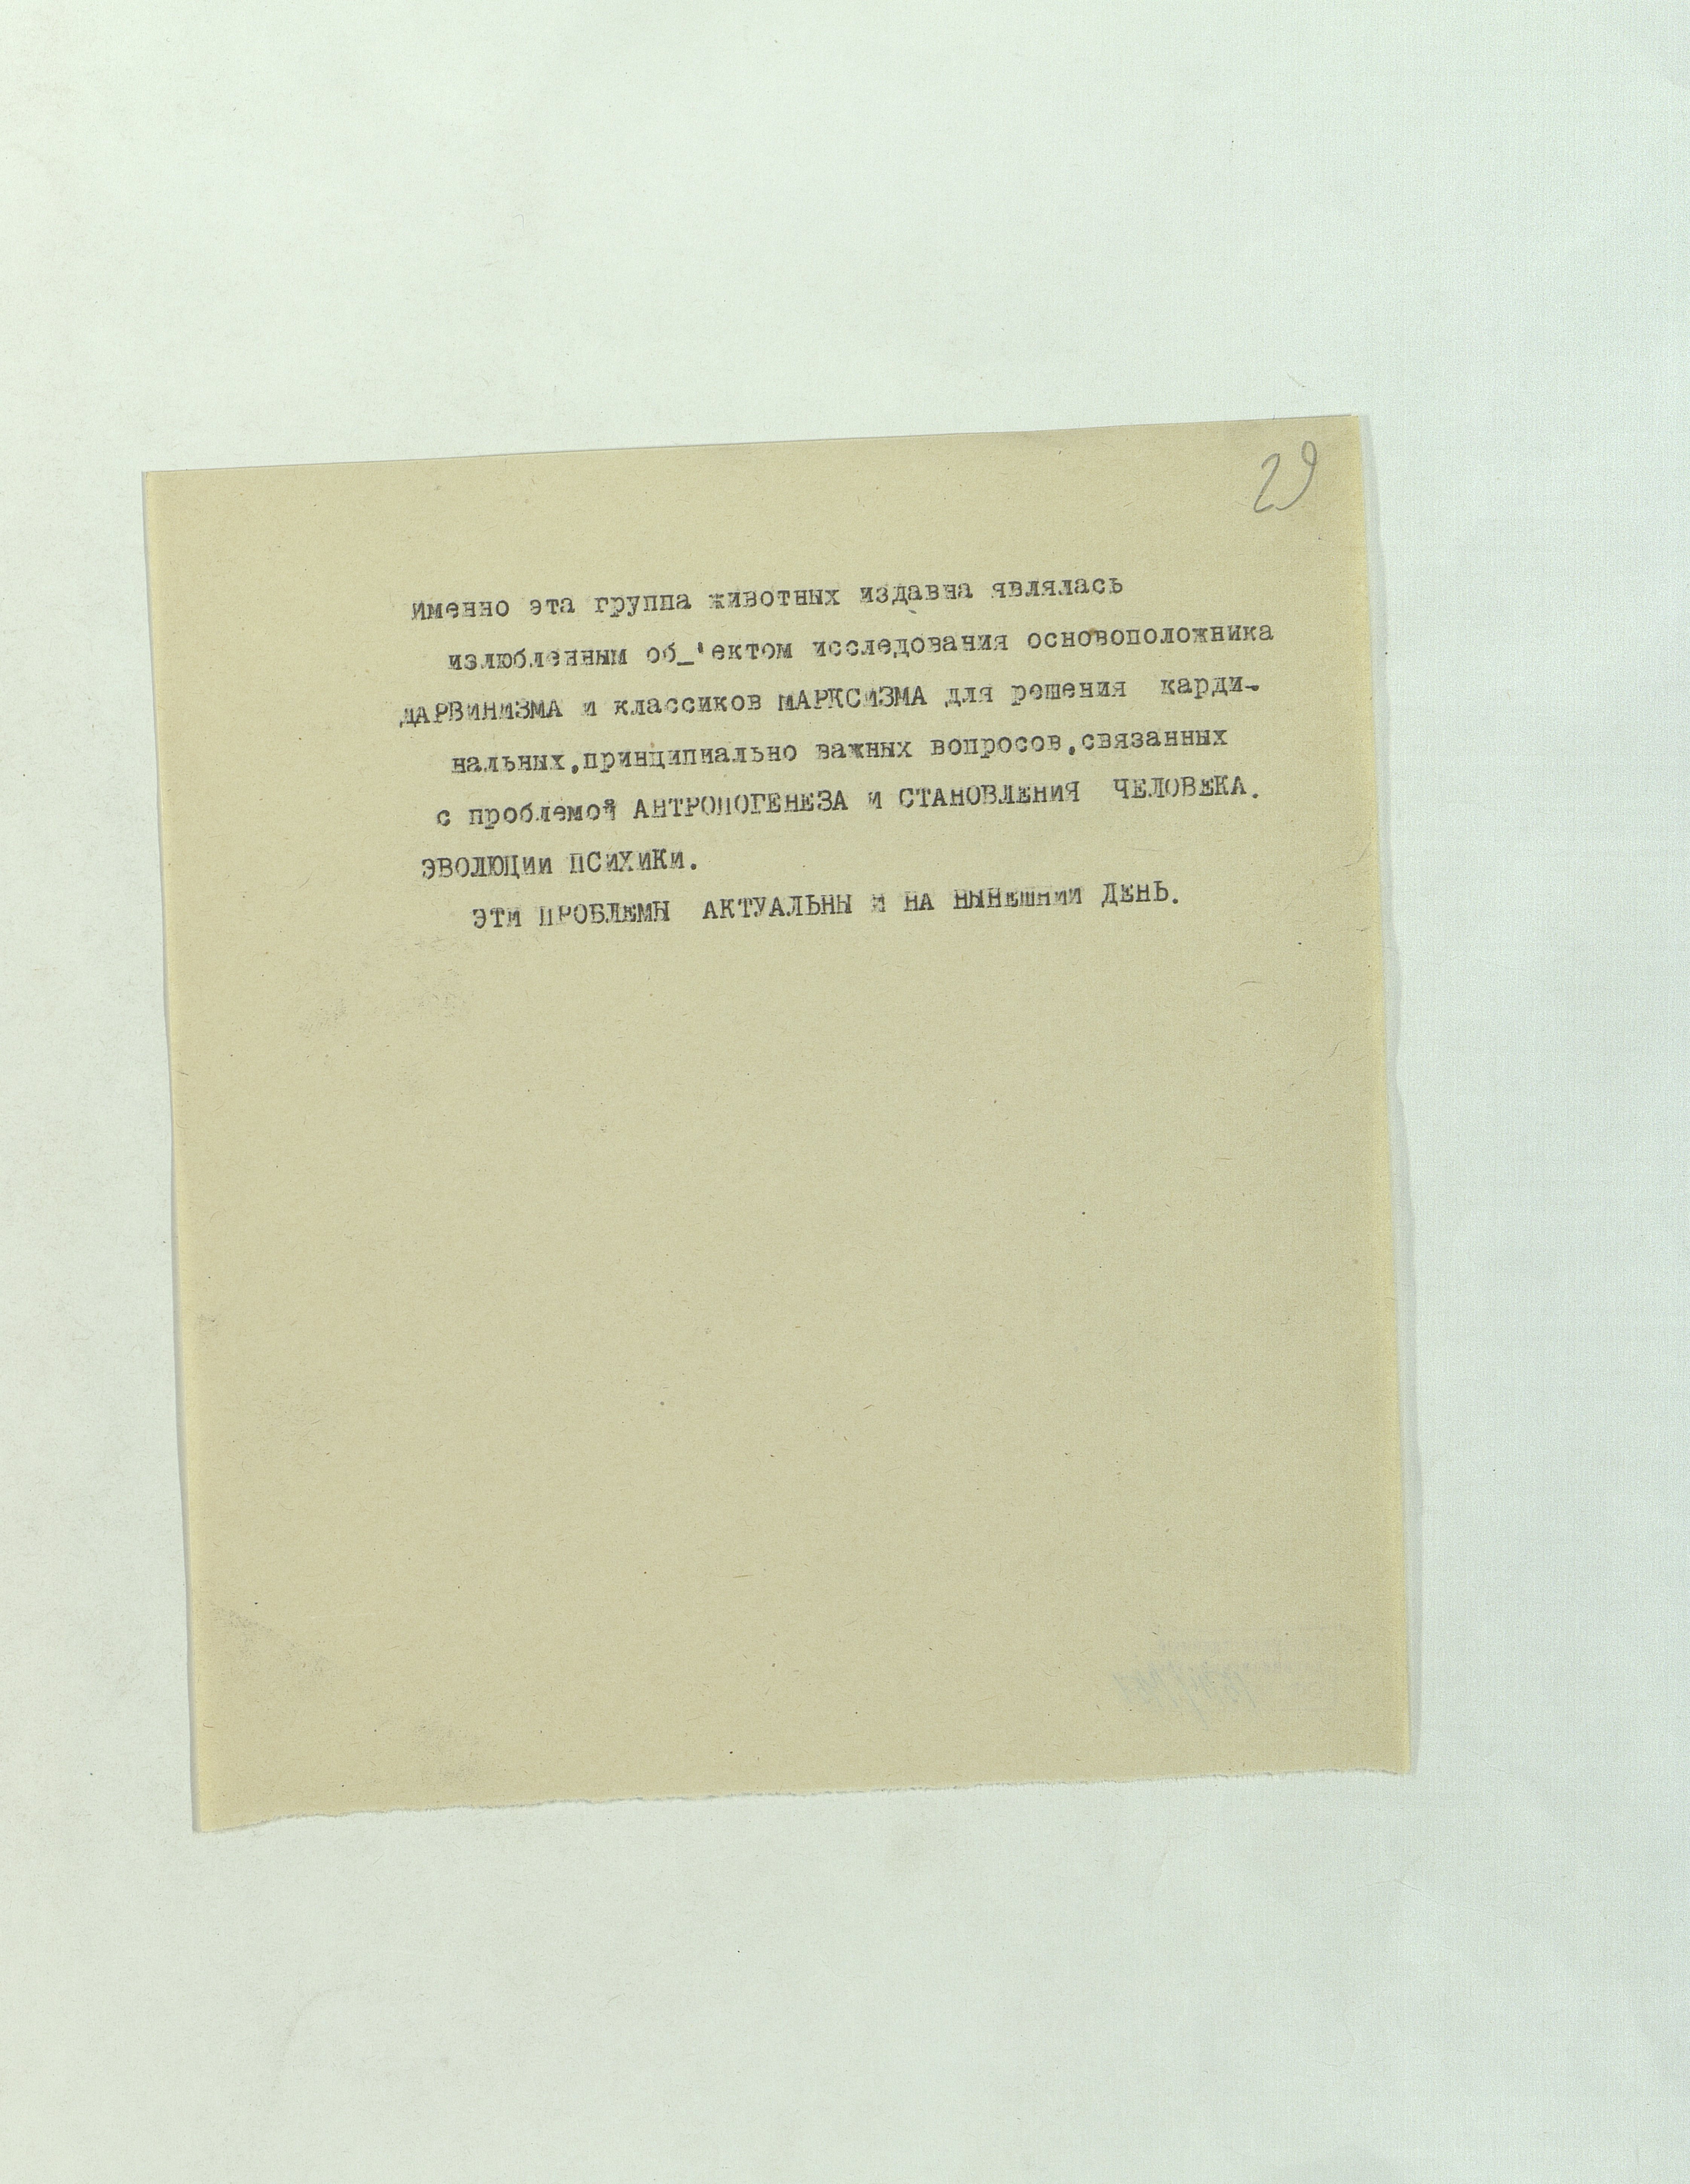 29
Именно эта группа животных издавна являлась
излюбленным об_'ектом исследования основоположника
ДАРВИНИЗМА и классиков МАРКСИЗМА для решения карди-
нальных,принципиально важных вопросов,связанных
с проблемой АНТРОПОГЕНЕЗА И СТАНОВЛЕНИЯ ЧЕЛОВЕКА.
ЭВОЛЮЦИИ ПСИХИКИ.
ЭТИ ПРОБЛЕМЫ АКТУАЛЬНЫ И НА НЫНЕШНИЙ ДЕНЬ.